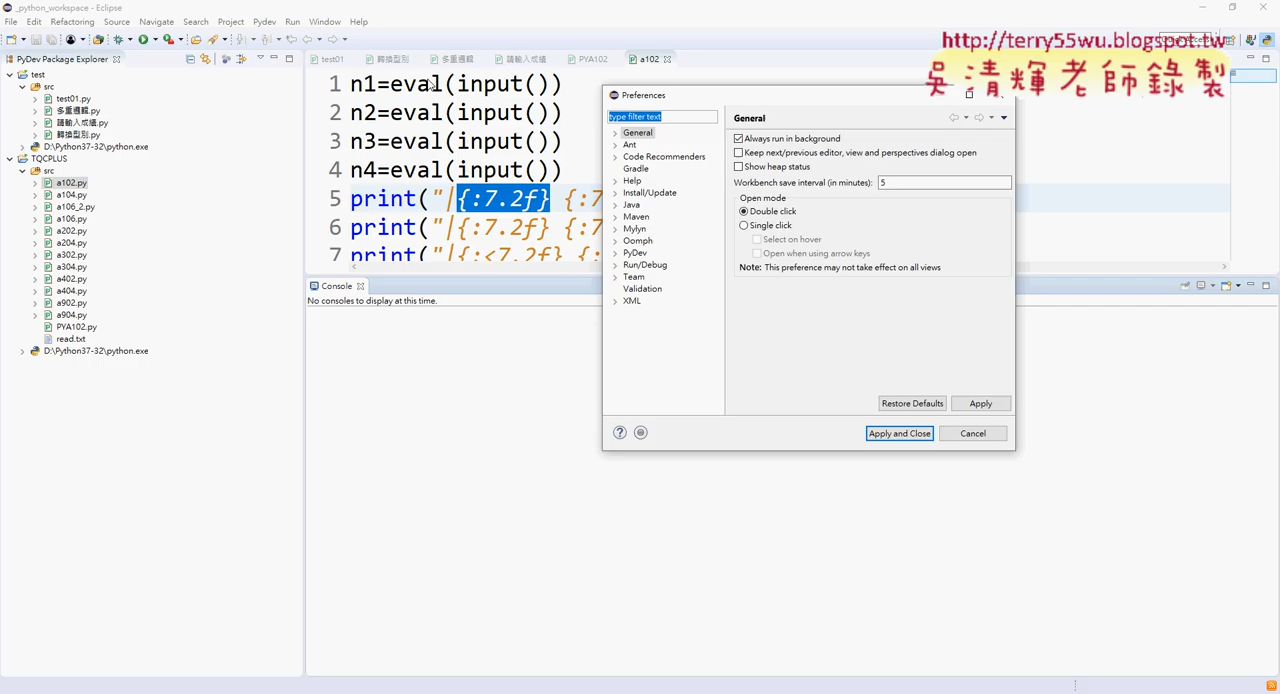 _python_workspace - Eclipse
File Edit Refactoring Source Navigate Search Project Pydev Run Window Help
http://terry55wu.blogspot.tw
吳清輝老師錄製
PyDev Package Explorer
test01 轉換型別 多重邏輯 請輸入成績 PYA102 a102
test
src
test01.py
多重邏輯.py
請輸入成績.py
轉換型別.py
D:\Python37-32\python.exe
TQCPLUS
src
a102.py
a104.py
a106.py
a106_2.py
a202.py
a204.py
a302.py
a304.py
a402.py
a404.py
a902.py
a904.py
PYA102.py
read.txt
D:\Python37-32\python.exe
1 n1=eval(input())
2 n2=eval(input())
3 n3=eval(input())
4 n4=eval(input())
5 print("|{:7.2f} {:7
6 print("|{:7.2f} {:7
7 print("|{:<7.2f} {:
Console
No consoles to display at this time.
Preferences
type filter text
General
Ant
Code Recommenders
Gradle
Help
Install/Update
Java
Maven
Mylyn
Oomph
PyDev
Run/Debug
Team
Validation
XML
General
Always run in background
Keep next/previous editor, view and perspectives dialog open
Show heap status
Workbench save interval (in minutes): 5
Open mode
Double click
Single click
Select on hover
Open when using arrow keys
Note: This preference may not take effect on all views
Restore Defaults Apply
Apply and Close Cancel